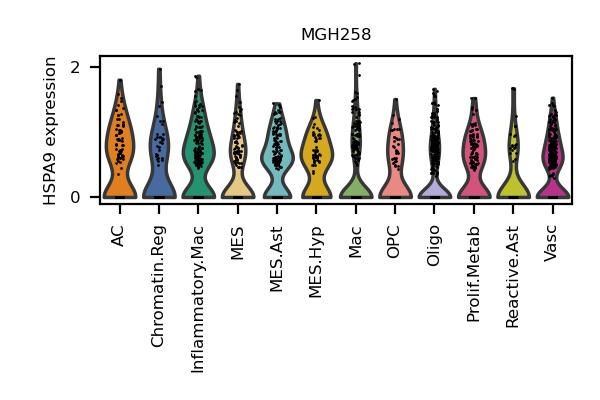 MGH258
HSPA9 expression
2
0
AC
Chromatin.Reg
Inflammatory.Mac
MES
MES.Ast
MES.Hyp
Mac
OPC
Oligo
Prolif.Metab
Reactive.Ast
Vasc